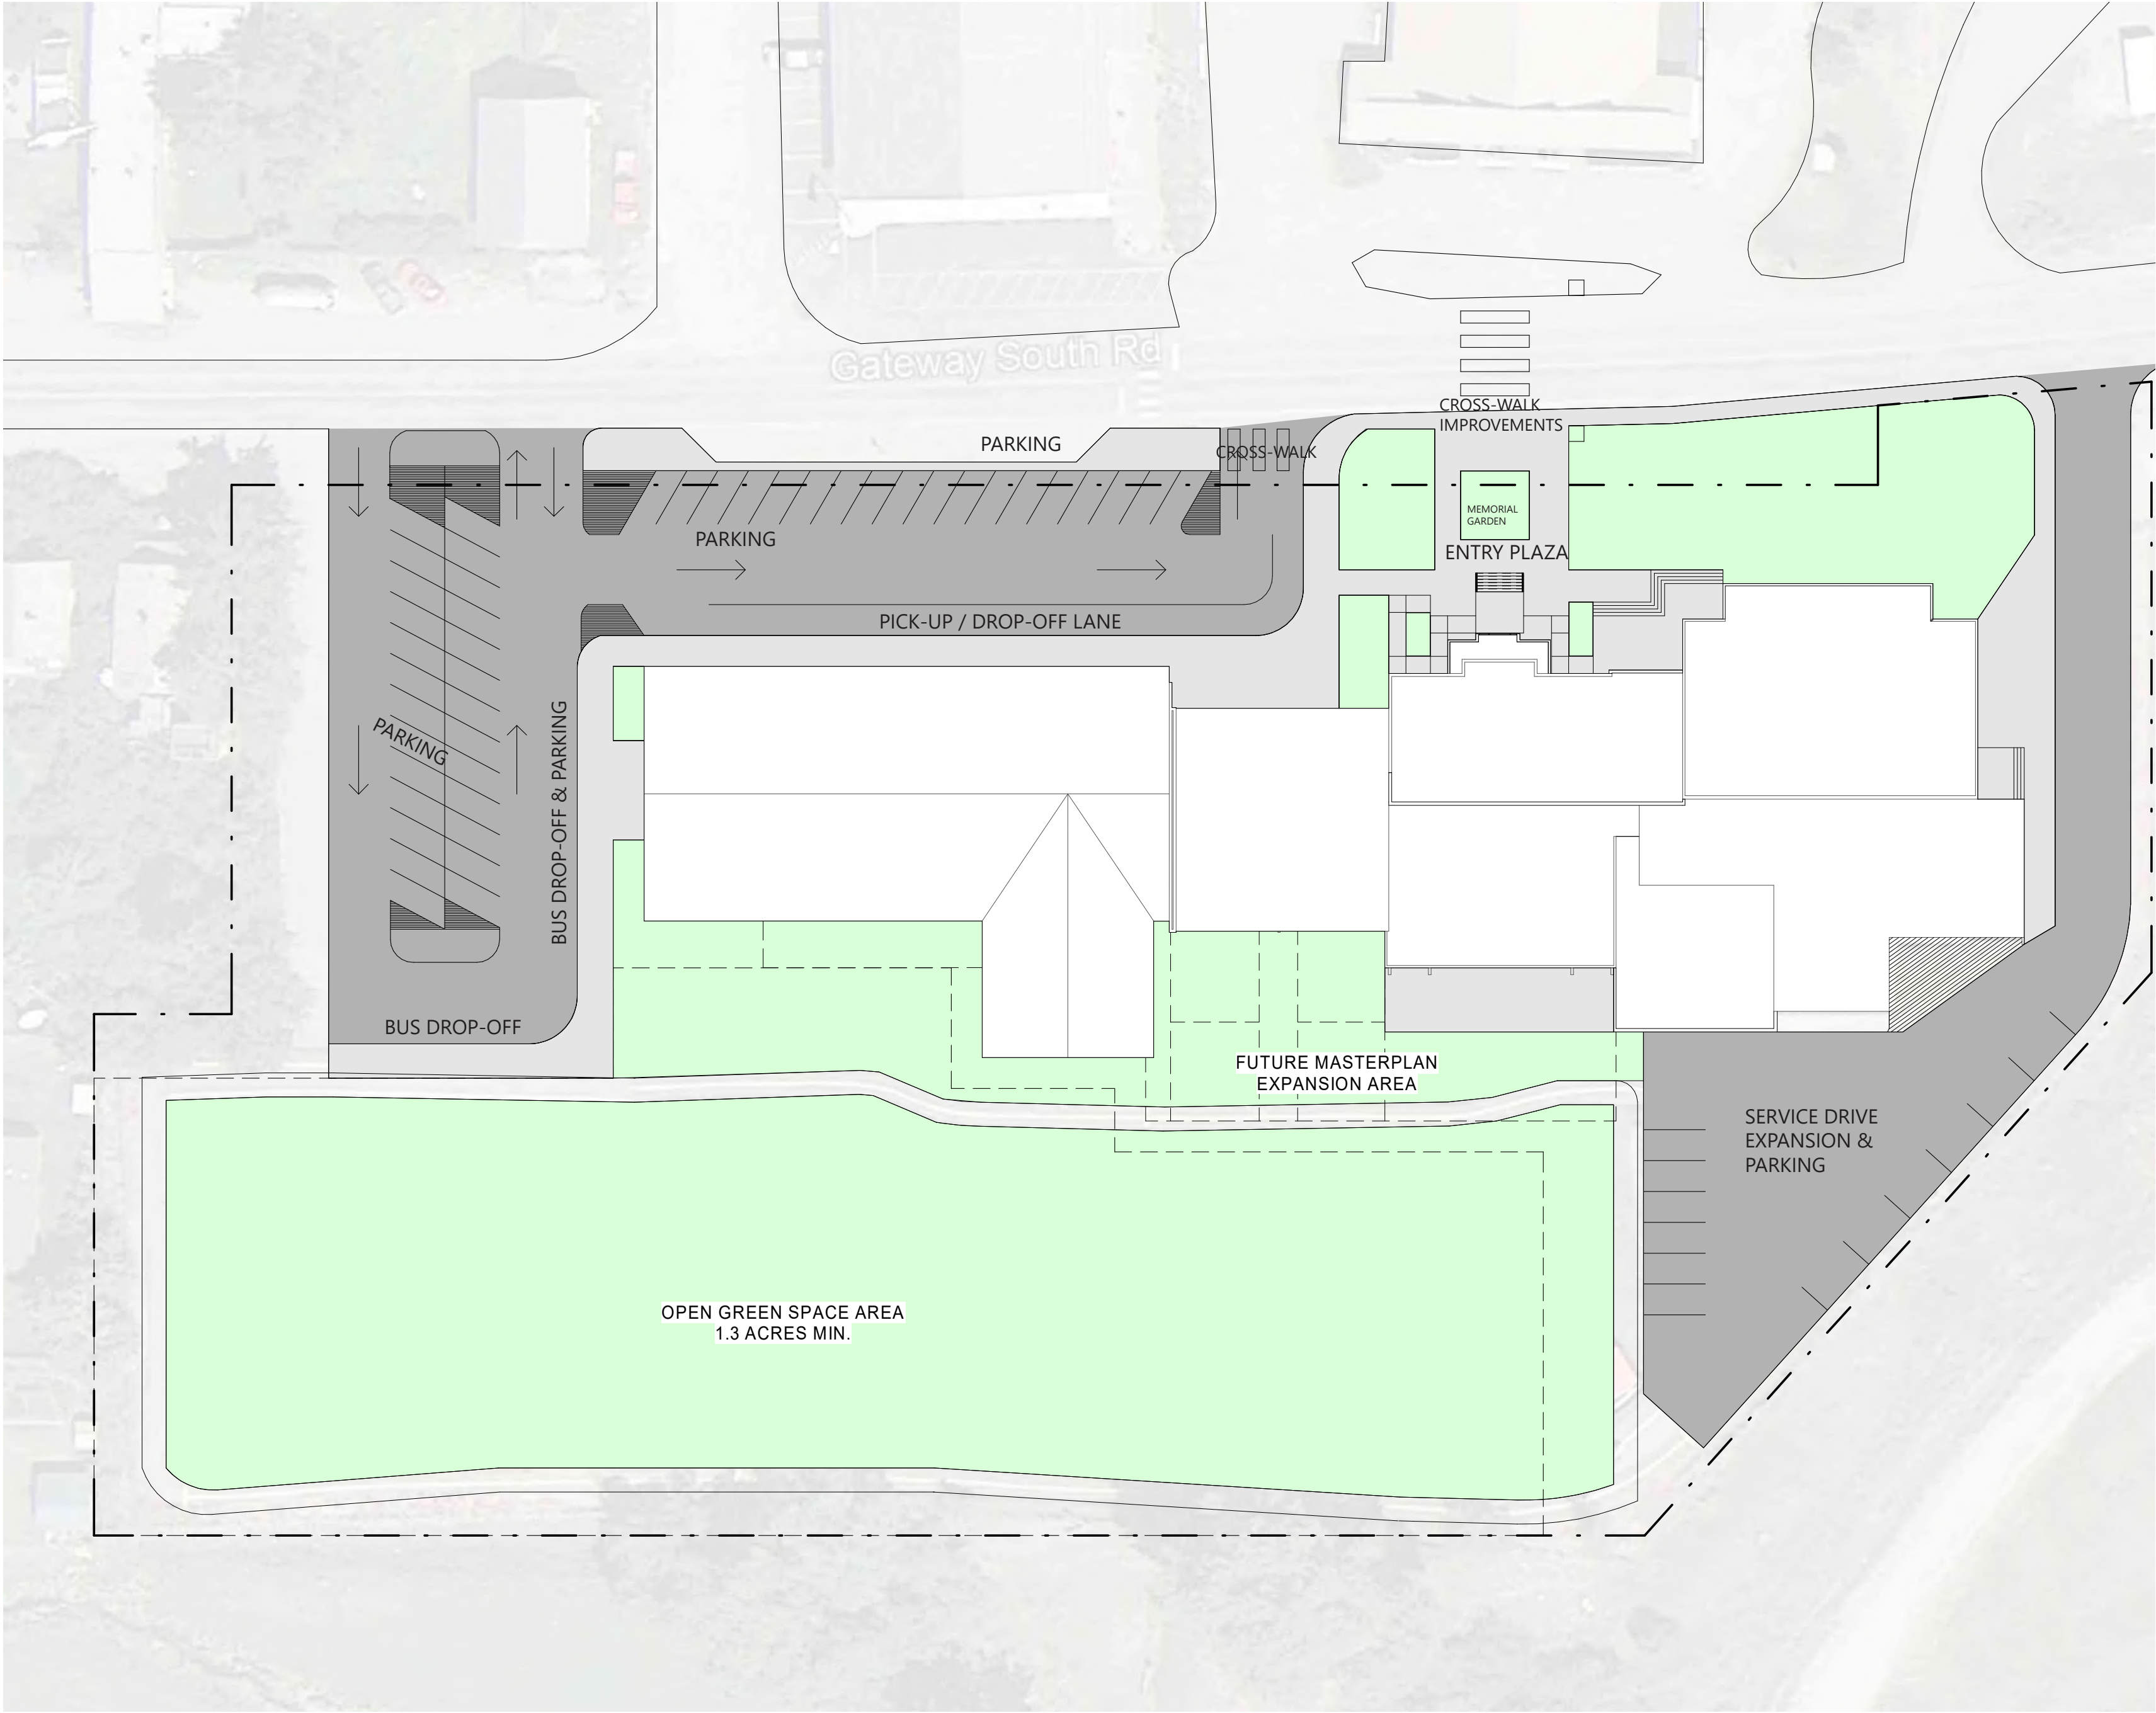 Gateway South Rd
CROSS-WALK
IMPROVEMENTS
PARKING
CROSS-WALK
MEMORIAL
GARDEN
PARKING
ENTRY PLAZA
PICK-UP / DROP-OFF LANE
PARKING
BUS DROP-OFF & PARKING
BUS DROP-OFF
FUTURE MASTERPLAN
EXPANSION AREA
SERVICE DRIVE
EXPANSION &
PARKING
OPEN GREEN SPACE AREA
1.3 ACRES MIN.